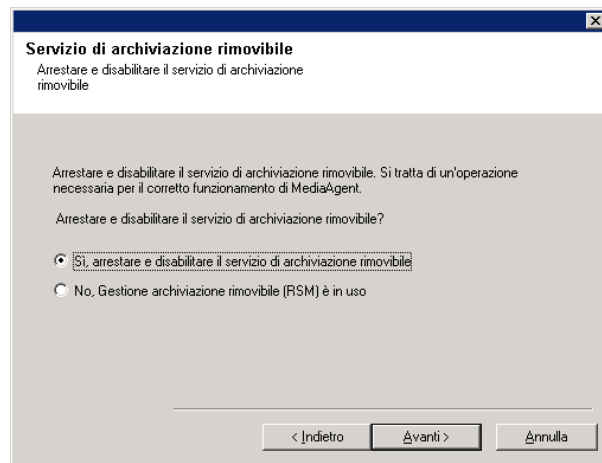 Servizio di archiviazione rimovibile
Arrestare e disabilitare il servizio di archiviazione
rimovibile
Arrestare e disabilitare il servizio di archiviazione rimovibile. Si tratta di un'operazione
necessaria per il corretto funzionamento di MediaAgent.
Arrestare e disabilitare il servizio di archiviazione rimovibile?
Sì, arrestare e disabilitare il servizio di archiviazione rimovibile
No, Gestione archiviazione rimovibile (RSM) è in uso
< Indietro Avanti > Annulla